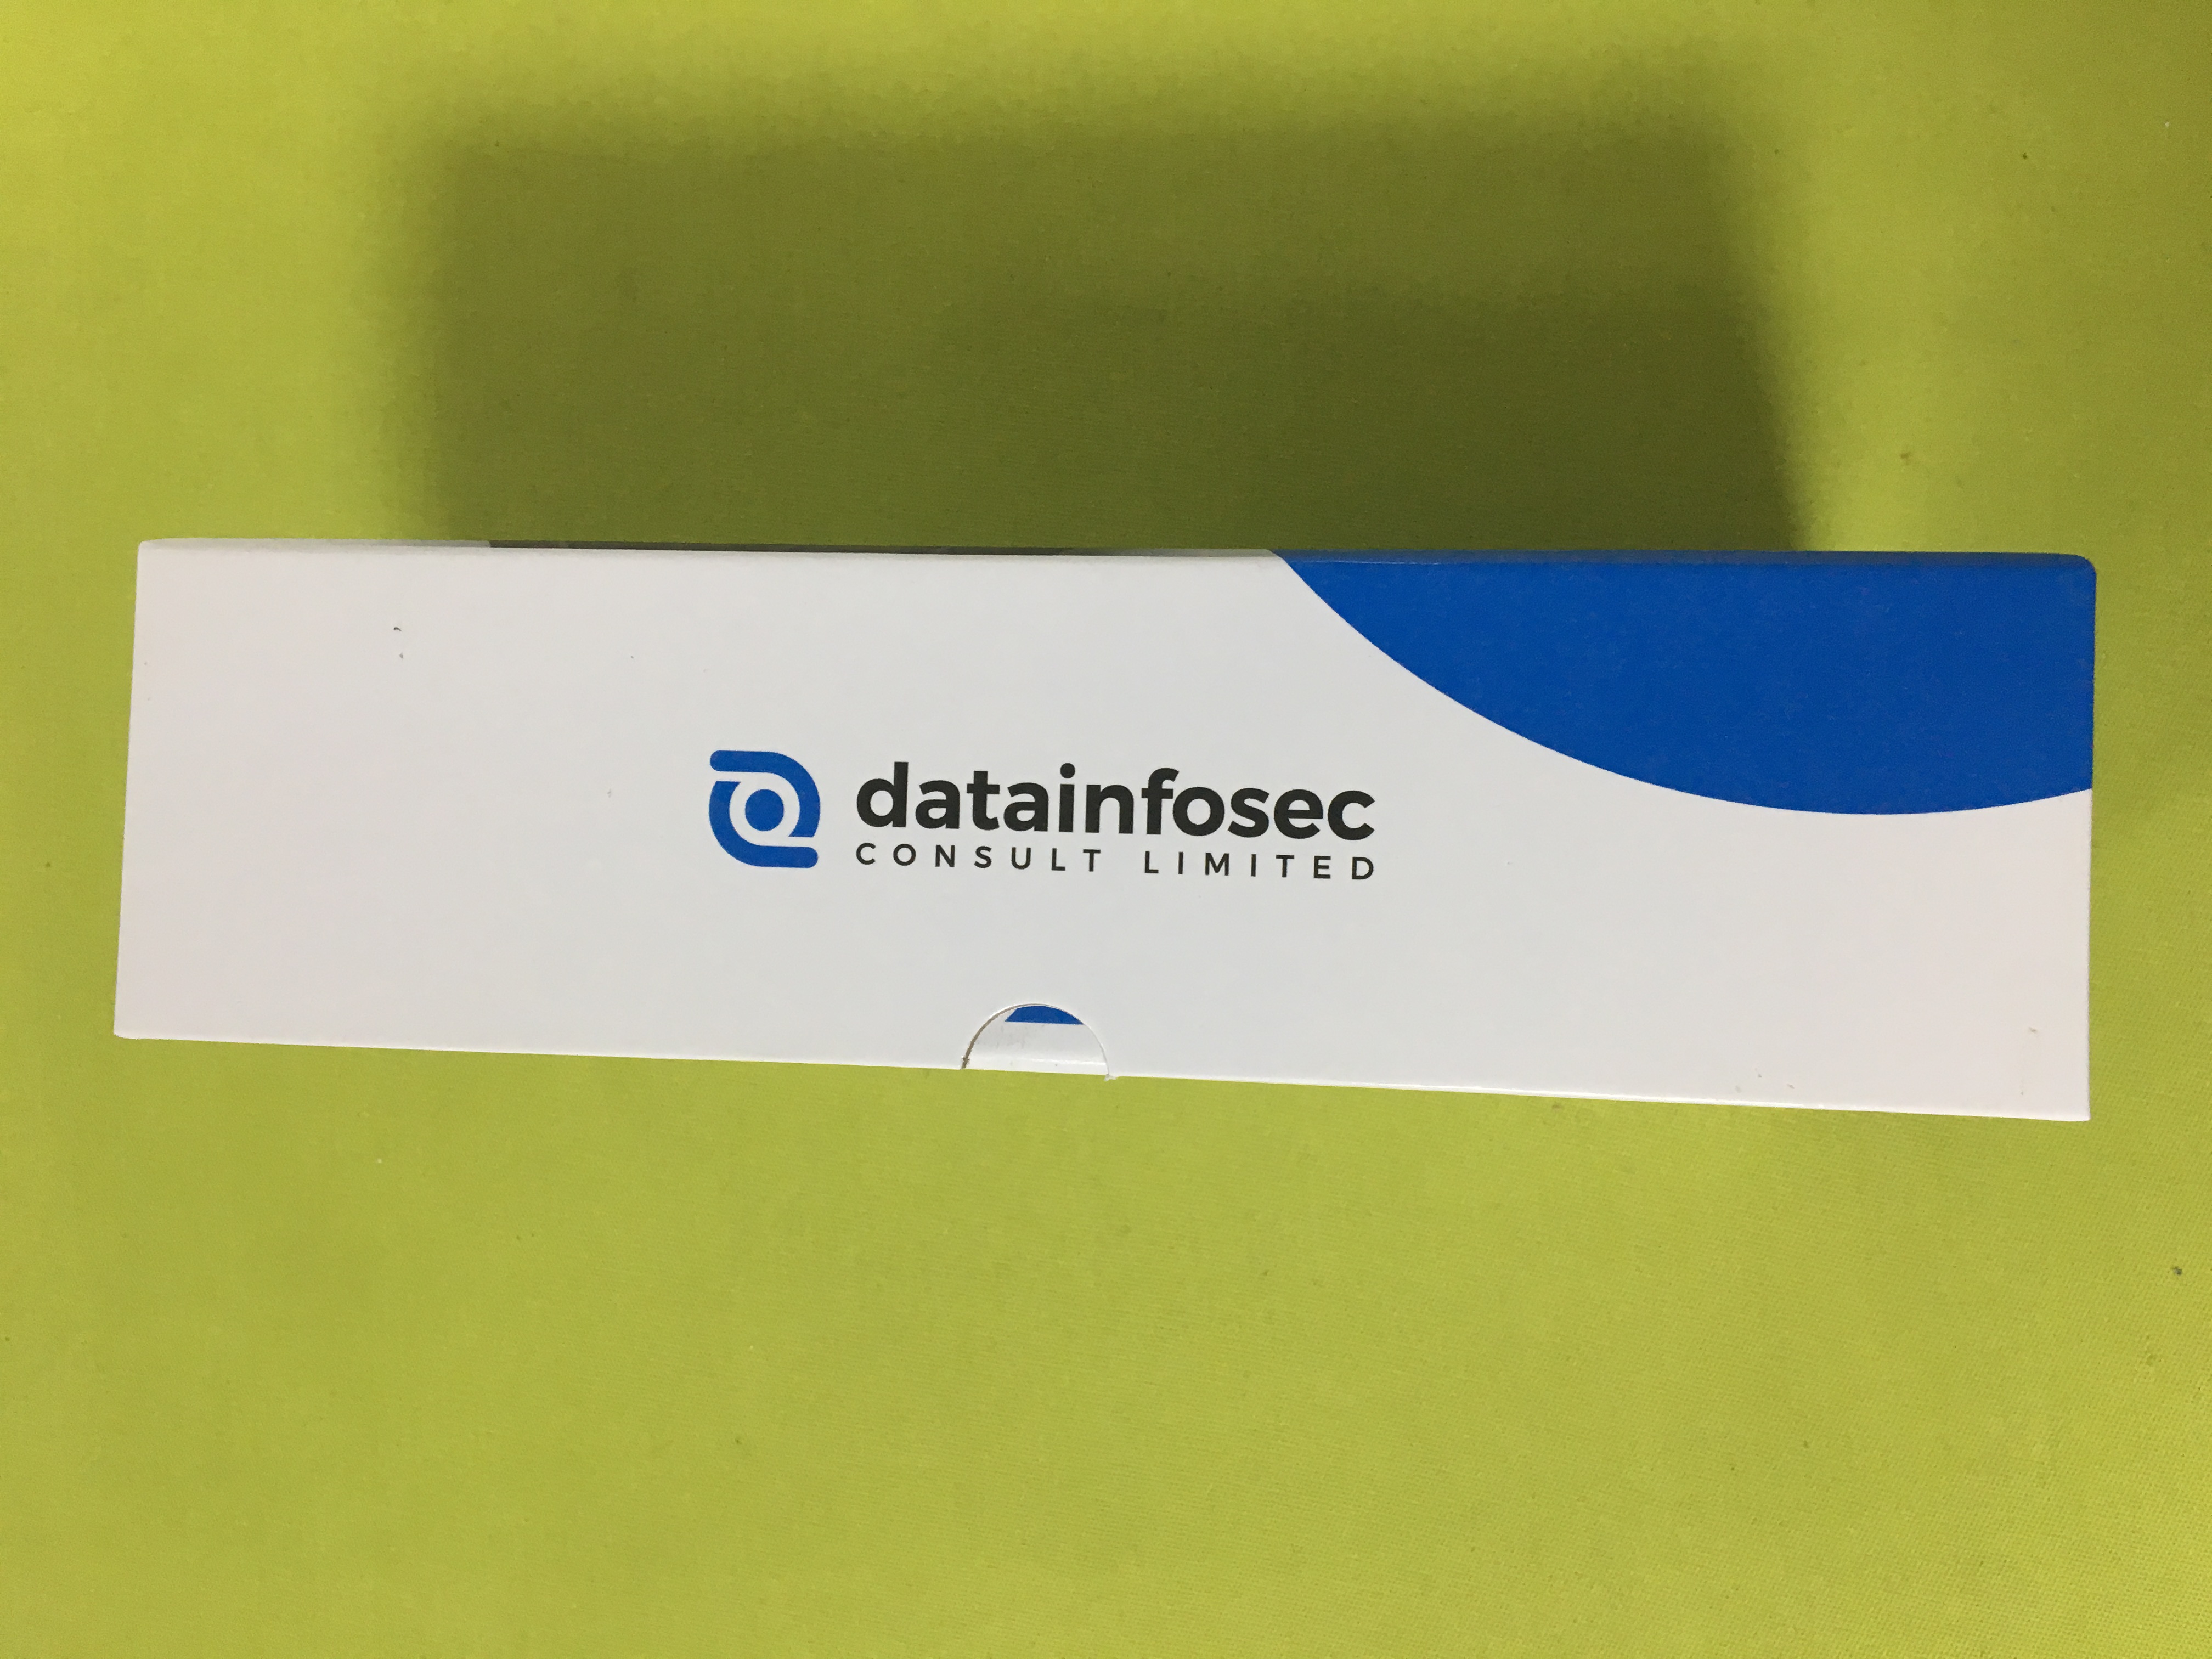 datainfosec
CONSULT LIMITED